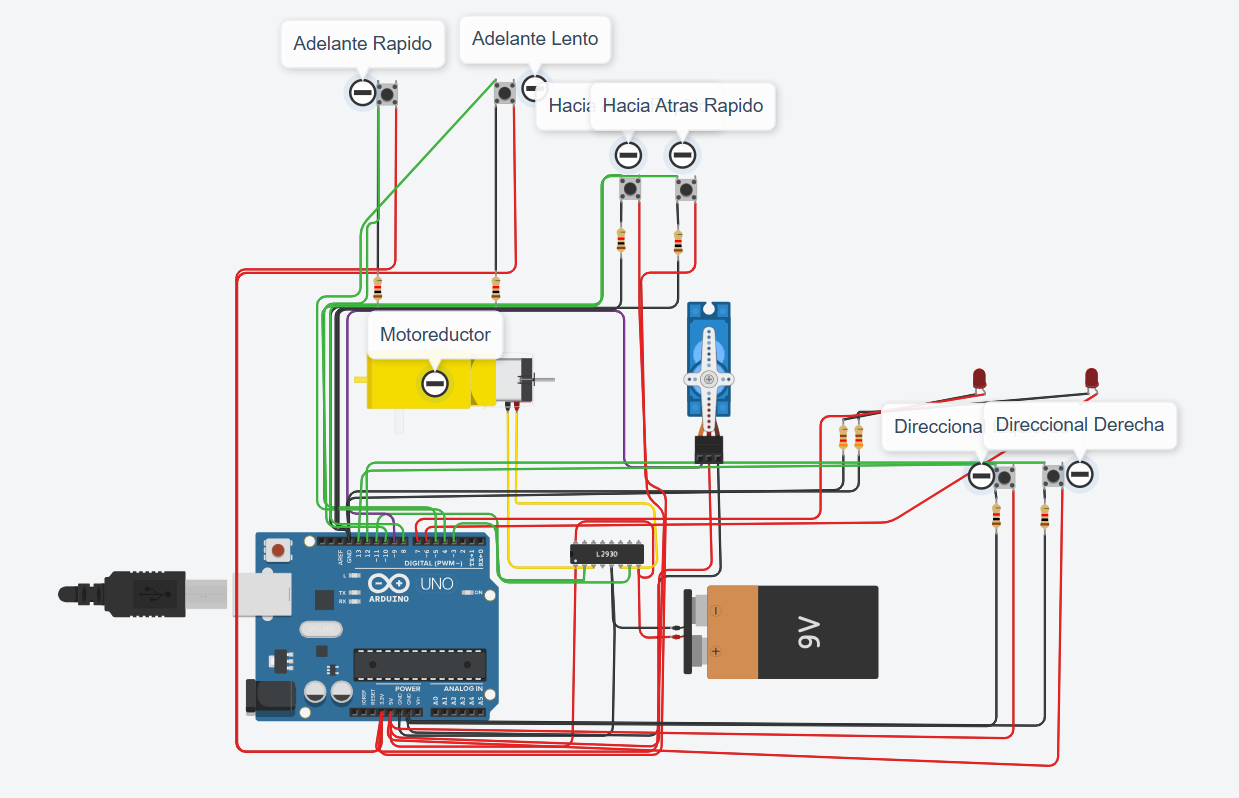 Adelante Rapido
Adelante Lento
Hacia
Hacia Atras Rapido
Motoreductor
Direcciona
Direccional Derecha
L293D
AREF
GND
13
12
~11
~10
~9
8
7
~6
~5
4
~3
2
TX→1
RX←0
DIGITAL (PWM~)
L
TX
RX
UNO
ARDUINO
ON
POWER
ANALOG IN
IOREF
RESET
3.3V
5V
GND
GND
Vin
A0
A1
A2
A3
A4
A5
9V
+